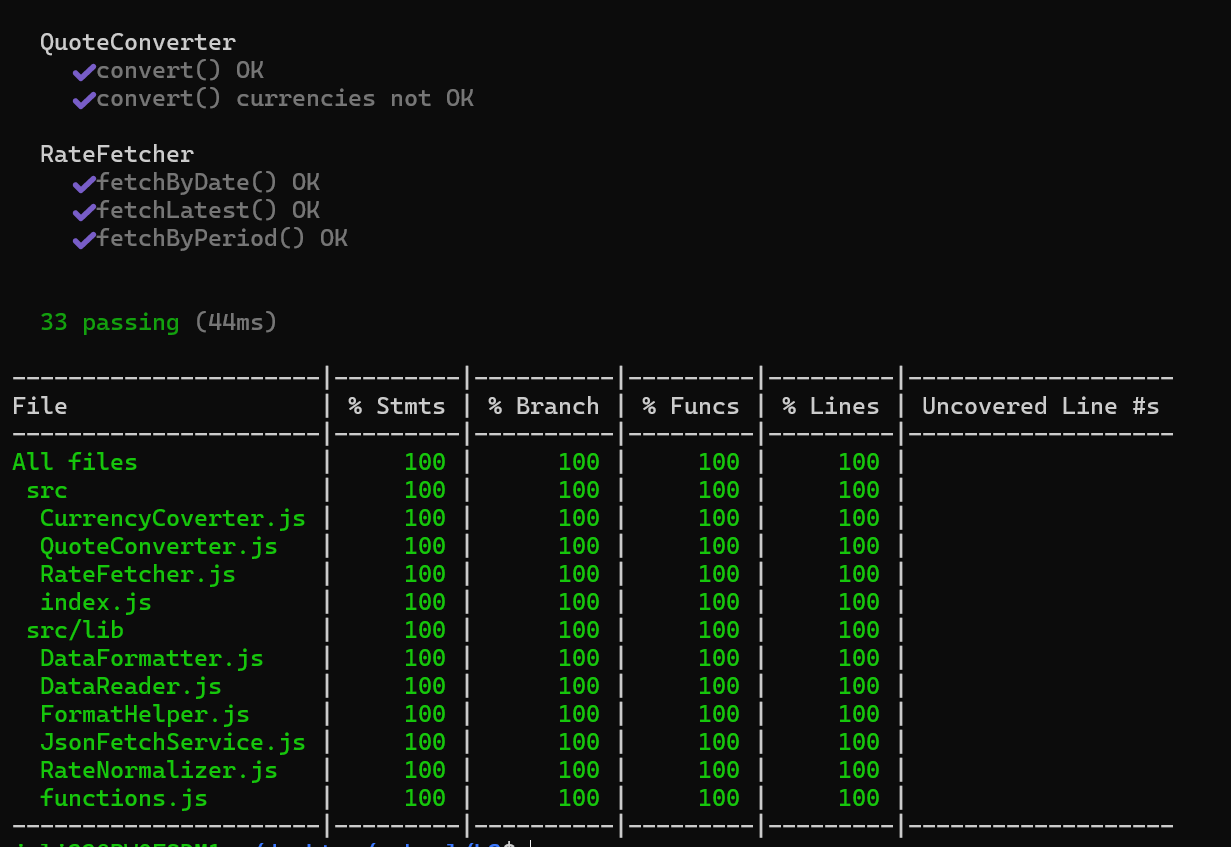 QuoteConverter
✔convert() OK
✔convert() currencies not OK
RateFetcher
✔fetchByDate() OK
✔fetchLatest() OK
✔fetchByPeriod() OK
33 passing (44ms)
---------------------|---------|----------|---------|---------|-------------------
File | % Stmts | % Branch | % Funcs | % Lines | Uncovered Line #s
---------------------|---------|----------|---------|---------|-------------------
All files | 100 | 100 | 100 | 100 |
src | 100 | 100 | 100 | 100 |
CurrencyCoverter.js | 100 | 100 | 100 | 100 |
QuoteConverter.js | 100 | 100 | 100 | 100 |
RateFetcher.js | 100 | 100 | 100 | 100 |
index.js | 100 | 100 | 100 | 100 |
src/lib | 100 | 100 | 100 | 100 |
DataFormatter.js | 100 | 100 | 100 | 100 |
DataReader.js | 100 | 100 | 100 | 100 |
FormatHelper.js | 100 | 100 | 100 | 100 |
JsonFetchService.js | 100 | 100 | 100 | 100 |
RateNormalizer.js | 100 | 100 | 100 | 100 |
functions.js | 100 | 100 | 100 | 100 |
---------------------|---------|----------|---------|---------|-------------------